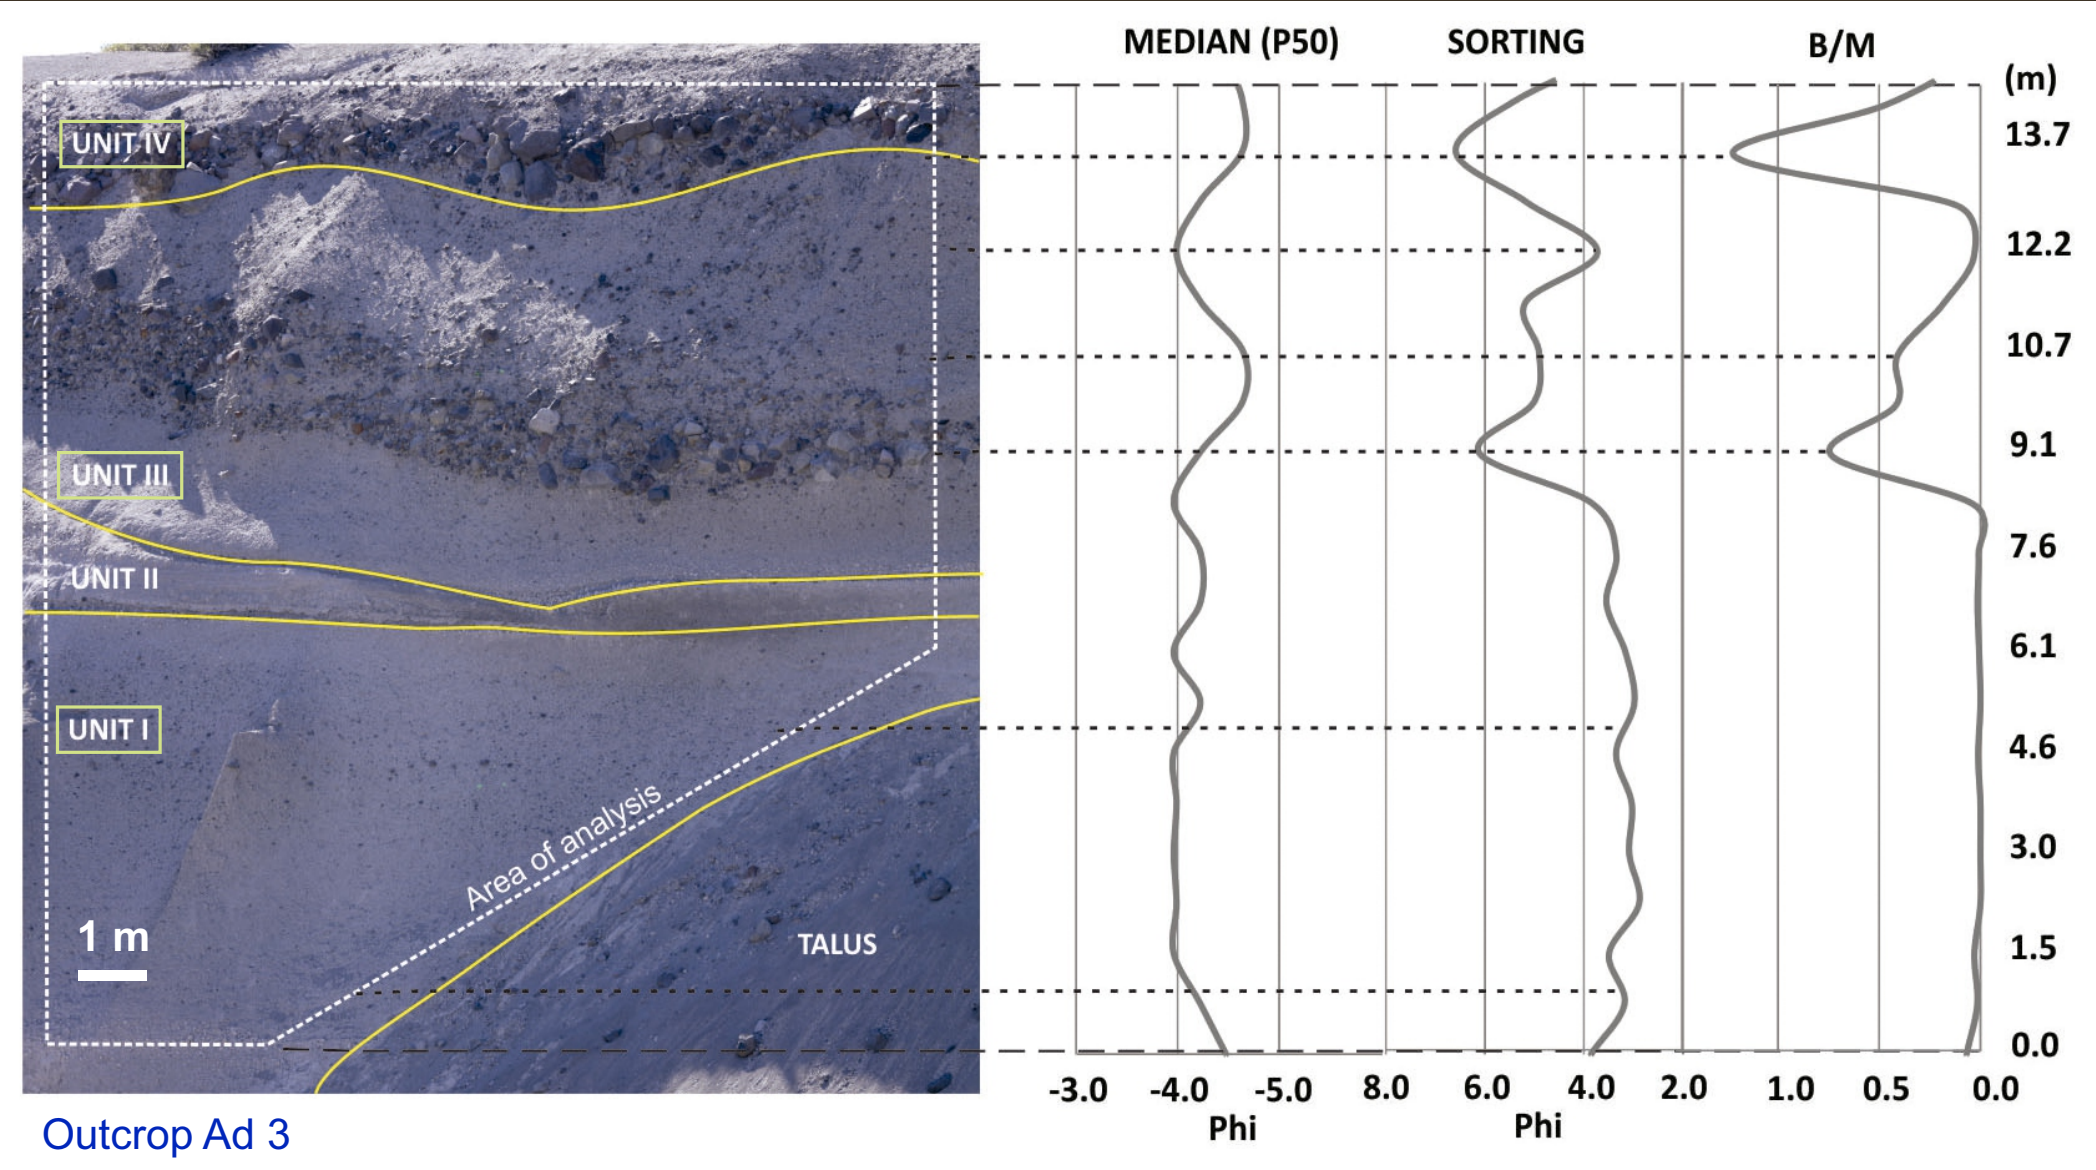 MEDIAN (P50) SORTING B/M
(m)
UNIT IV
13.7
12.2
10.7
9.1
UNIT III
7.6
UNIT II
6.1
UNIT I
4.6
Area of analysis
3.0
1 m
TALUS
1.5
0.0
-3.0 -4.0 -5.0 8.0 6.0 4.0 2.0 1.0 0.5 0.0
Phi Phi
Outcrop Ad 3